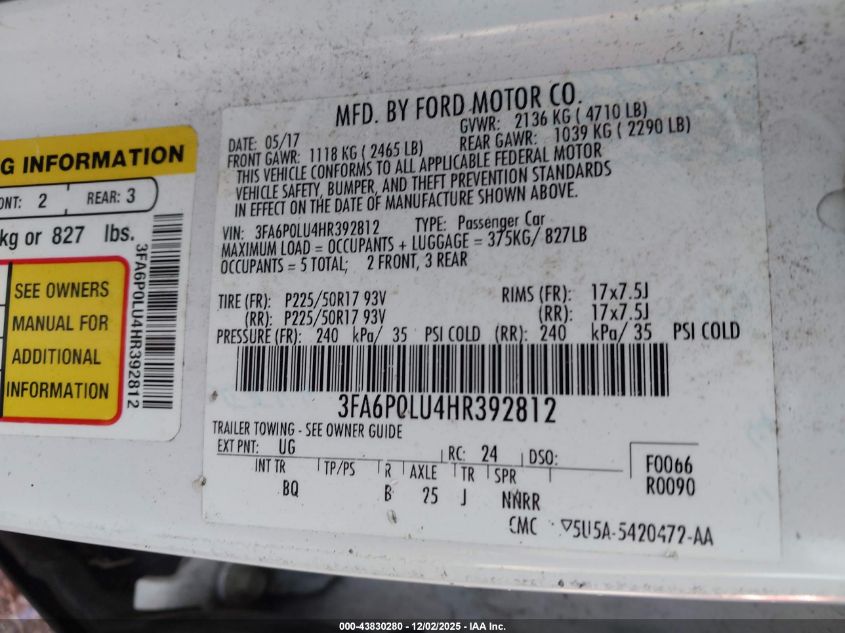 MFD. BY FORD MOTOR CO.
DATE: 05/17 GVWR: 2136 KG ( 4710 LB)
FRONT GAWR: 1118 KG ( 2465 LB) REAR GAWR: 1039 KG ( 2290 LB)
THIS VEHICLE CONFORMS TO ALL APPLICABLE FEDERAL MOTOR
VEHICLE SAFETY, BUMPER, AND THEFT PREVENTION STANDARDS
IN EFFECT ON THE DATE OF MANUFACTURE SHOWN ABOVE.
VIN: 3FA6P0LU4HR392812 TYPE: Passenger Car
MAXIMUM LOAD = OCCUPANTS + LUGGAGE = 375KG/ 827LB
OCCUPANTS = 5 TOTAL; 2 FRONT, 3 REAR
TIRE (FR): P225/50R17 93V RIMS (FR): 17x7.5J
(RR): P225/50R17 93V (RR): 17x7.5J
PRESSURE (FR): 240 kPa/ 35 PSI COLD (RR): 240 kPa/ 35 PSI COLD
3FA6P0LU4HR392812
TRAILER TOWING - SEE OWNER GUIDE
EXT PNT: UG RC: 24 DSO: F0066
INT TR TP/PS R AXLE TR SPR R0090
BQ B 25 J NNRR
CMC ▽5U5A-5420472-AA
G INFORMATION
ONT: 2 REAR: 3
kg or 827 lbs.
SEE OWNERS
MANUAL FOR
ADDITIONAL
INFORMATION
3FA6P0LU4HR392812
000-43830280 - 12/02/2025 - IAA Inc.